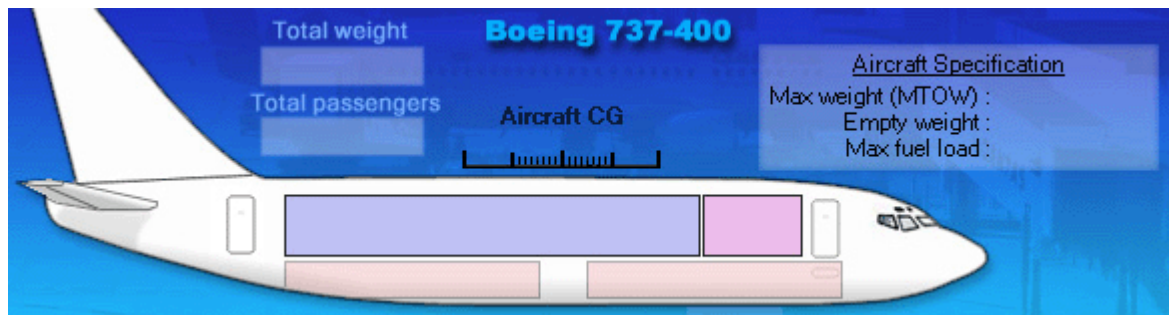 Total weight
Boeing 737-400
Aircraft Specification
Total passengers
Max weight (MTOW) :
Aircraft CG
Empty weight :
Max fuel load :